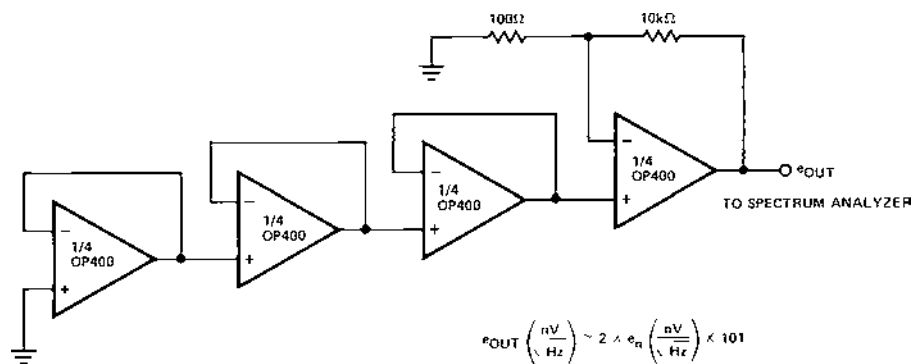 100Ω
10kΩ
−
1/4
OP400
+
−
1/4
OP400
+
−
1/4
OP400
+
−
1/4
OP400
+
eOUT
TO SPECTRUM ANALYZER
eOUT (nV/√Hz) ~ 2 × en (nV/√Hz) × 101